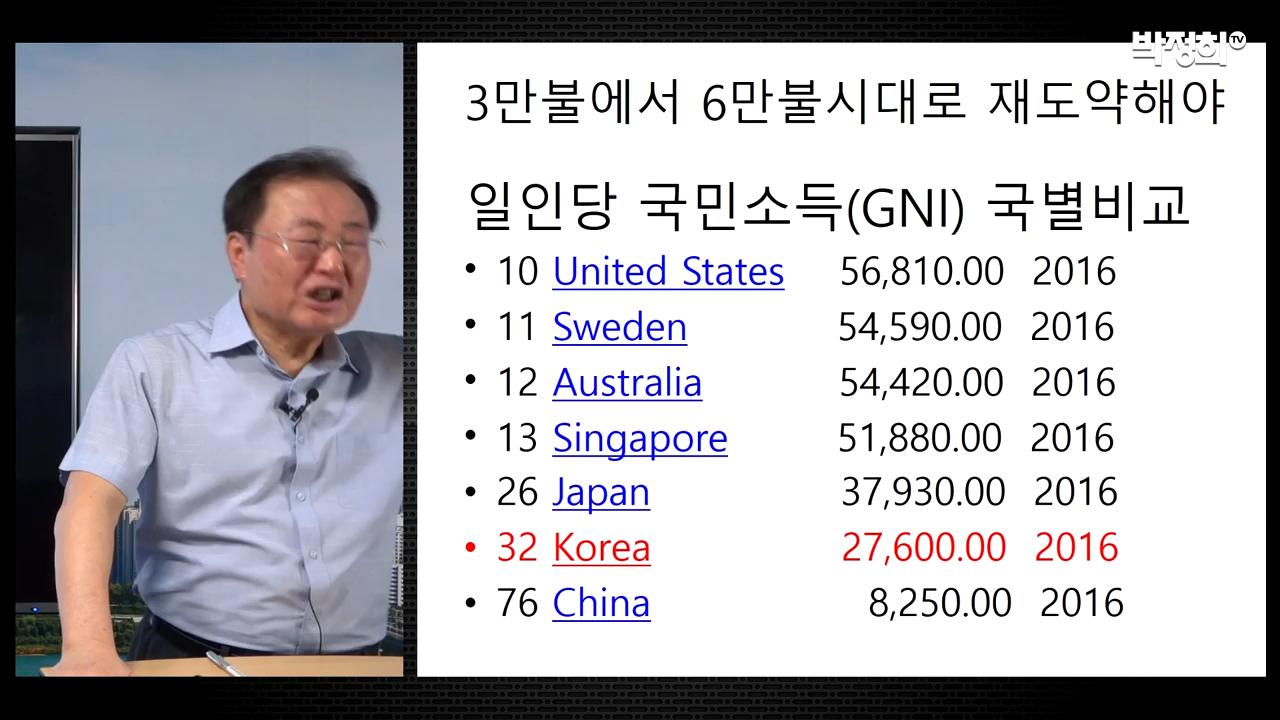 박정희TV
3만불에서 6만불시대로 재도약해야
일인당 국민소득(GNI) 국별비교
• 10 United States 56,810.00 2016
• 11 Sweden 54,590.00 2016
• 12 Australia 54,420.00 2016
• 13 Singapore 51,880.00 2016
• 26 Japan 37,930.00 2016
• 32 Korea 27,600.00 2016
• 76 China 8,250.00 2016